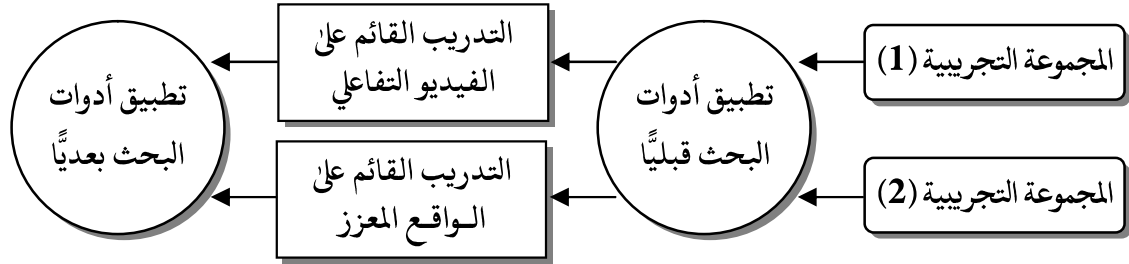 المجموعة التجريبية (1)
المجموعة التجريبية (2)
تطبيق أدوات
البحث قبليًّا
التدريب القائم على
الفيديو التفاعلي
التدريب القائم على
الـواقـع المعزز
تطبيق أدوات
البحث بعديًّا